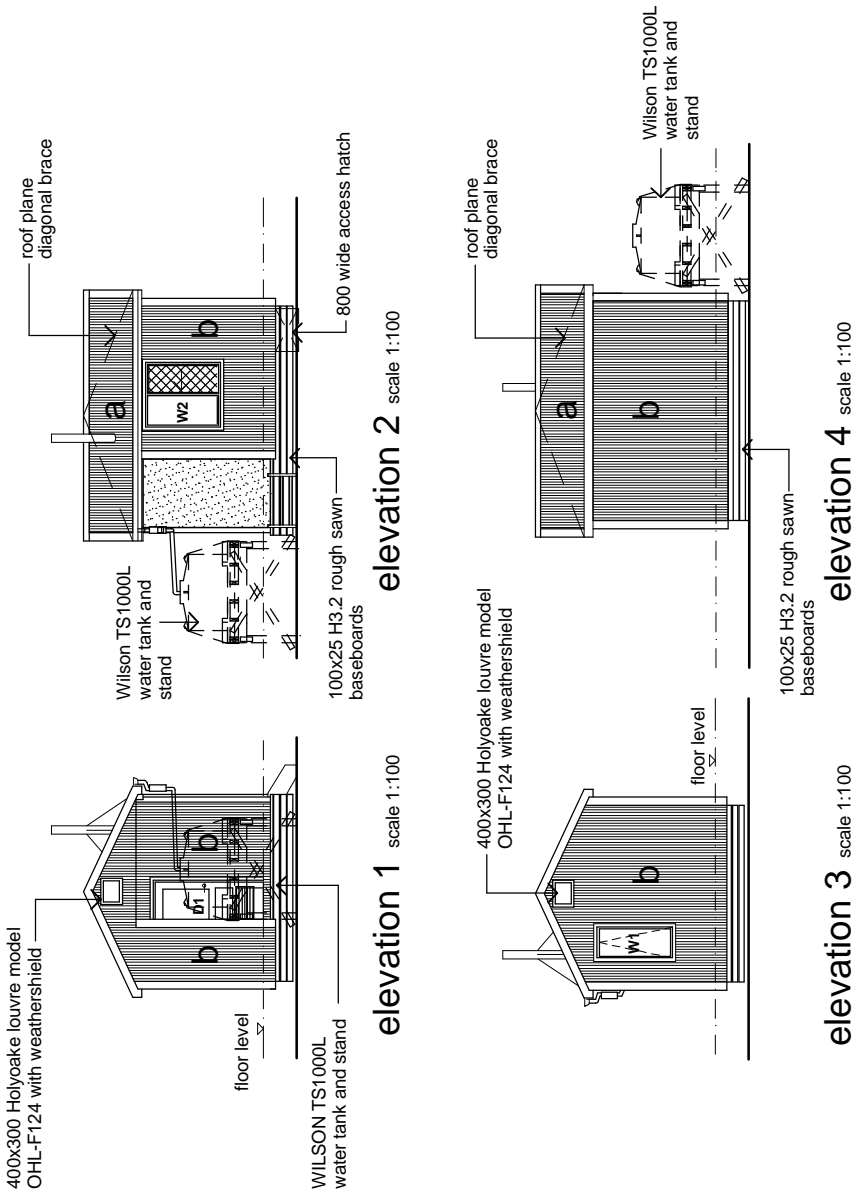 400x300 Holyoake louvre model
OHL-F124 with weathershield
floor level
D1
b
b
WILSON TS1000L
water tank and stand
elevation 1 scale 1:100
Wilson TS1000L
water tank and
stand
roof plane
diagonal brace
a
b
W2
800 wide access hatch
100x25 H3.2 rough sawn
baseboards
elevation 2 scale 1:100
400x300 Holyoake louvre model
OHL-F124 with weathershield
floor level
b
W1
elevation 3 scale 1:100
roof plane
diagonal brace
a
b
Wilson TS1000L
water tank and
stand
100x25 H3.2 rough sawn
baseboards
elevation 4 scale 1:100